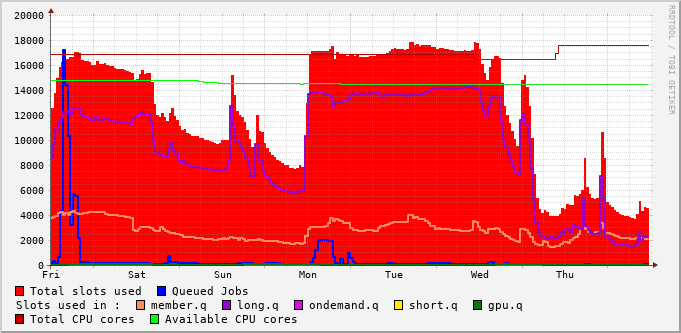 20000
18000
16000
14000
12000
10000
8000
6000
4000
2000
0
Fri Sat Sun Mon Tue Wed Thu
RRDTOOL / TOBI OETIKER
Total slots used Queued Jobs
Slots used in : member.q long.q ondemand.q short.q gpu.q
Total CPU cores Available CPU cores